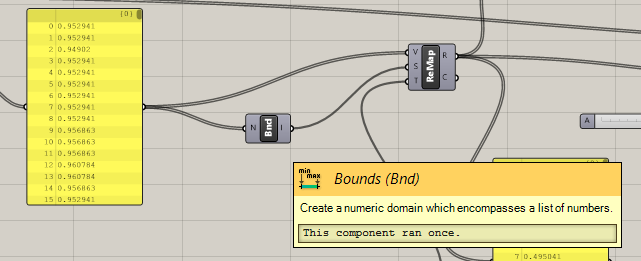 {0}
0 0.952941
1 0.952941
2 0.94902
3 0.952941
4 0.952941
5 0.952941
6 0.952941
7 0.952941
8 0.952941
9 0.956863
10 0.956863
11 0.956863
12 0.960784
13 0.960784
14 0.956863
15 0.952941
N Bnd I
V S T ReMap R C
A
min
max
Bounds (Bnd)
Create a numeric domain which encompasses a list of numbers.
This component ran once.
7 0.495041